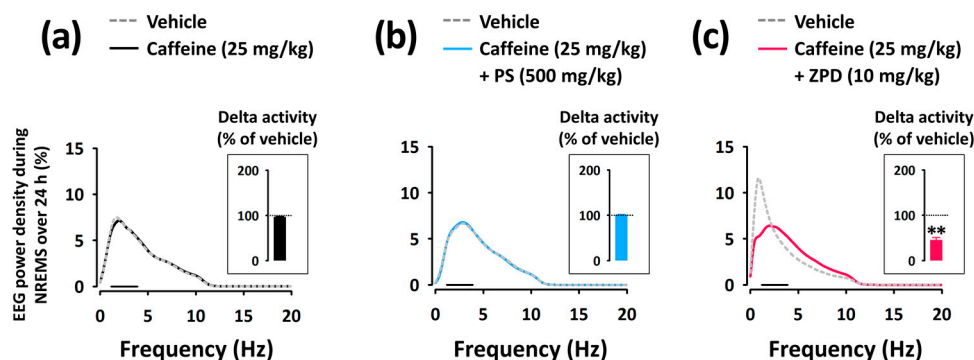 (a)
Vehicle
Caffeine (25 mg/kg)
(b)
Vehicle
Caffeine (25 mg/kg)
+ PS (500 mg/kg)
(c)
Vehicle
Caffeine (25 mg/kg)
+ ZPD (10 mg/kg)
EEG power density during
NREMS over 24 h (%)
15
10
5
0
0
5
10
15
20
Frequency (Hz)
Delta activity
(% of vehicle)
200
100
0
15
10
5
0
0
5
10
15
20
Frequency (Hz)
Delta activity
(% of vehicle)
200
100
0
15
10
5
0
0
5
10
15
20
Frequency (Hz)
Delta activity
(% of vehicle)
200
100
0
**